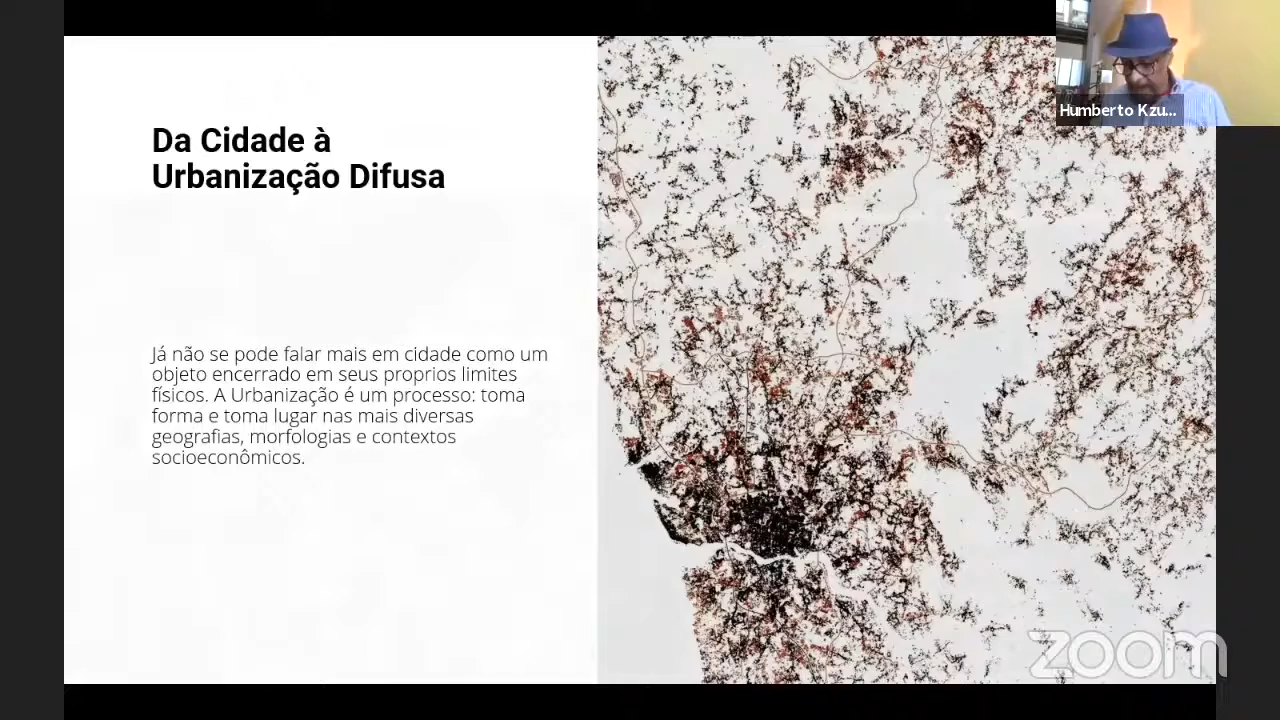 Da Cidade à
Urbanização Difusa
Já não se pode falar mais em cidade como um
objeto encerrado em seus proprios limites
físicos. A Urbanização é um processo: toma
forma e toma lugar nas mais diversas
geografias, morfologias e contextos
socioeconômicos.
Humberto Kzu...
zoom